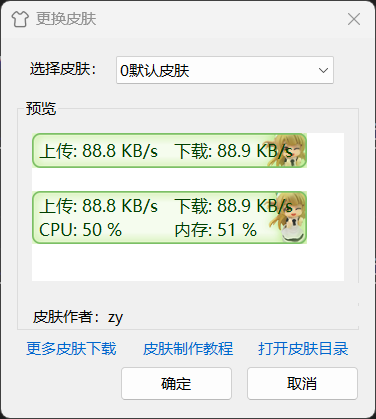 更换皮肤
选择皮肤： 0默认皮肤
预览
上传: 88.8 KB/s 下载: 88.9 KB/s
上传: 88.8 KB/s 下载: 88.9 KB/s
CPU: 50 % 内存: 51 %
皮肤作者：zy
更多皮肤下载 皮肤制作教程 打开皮肤目录
确定 取消